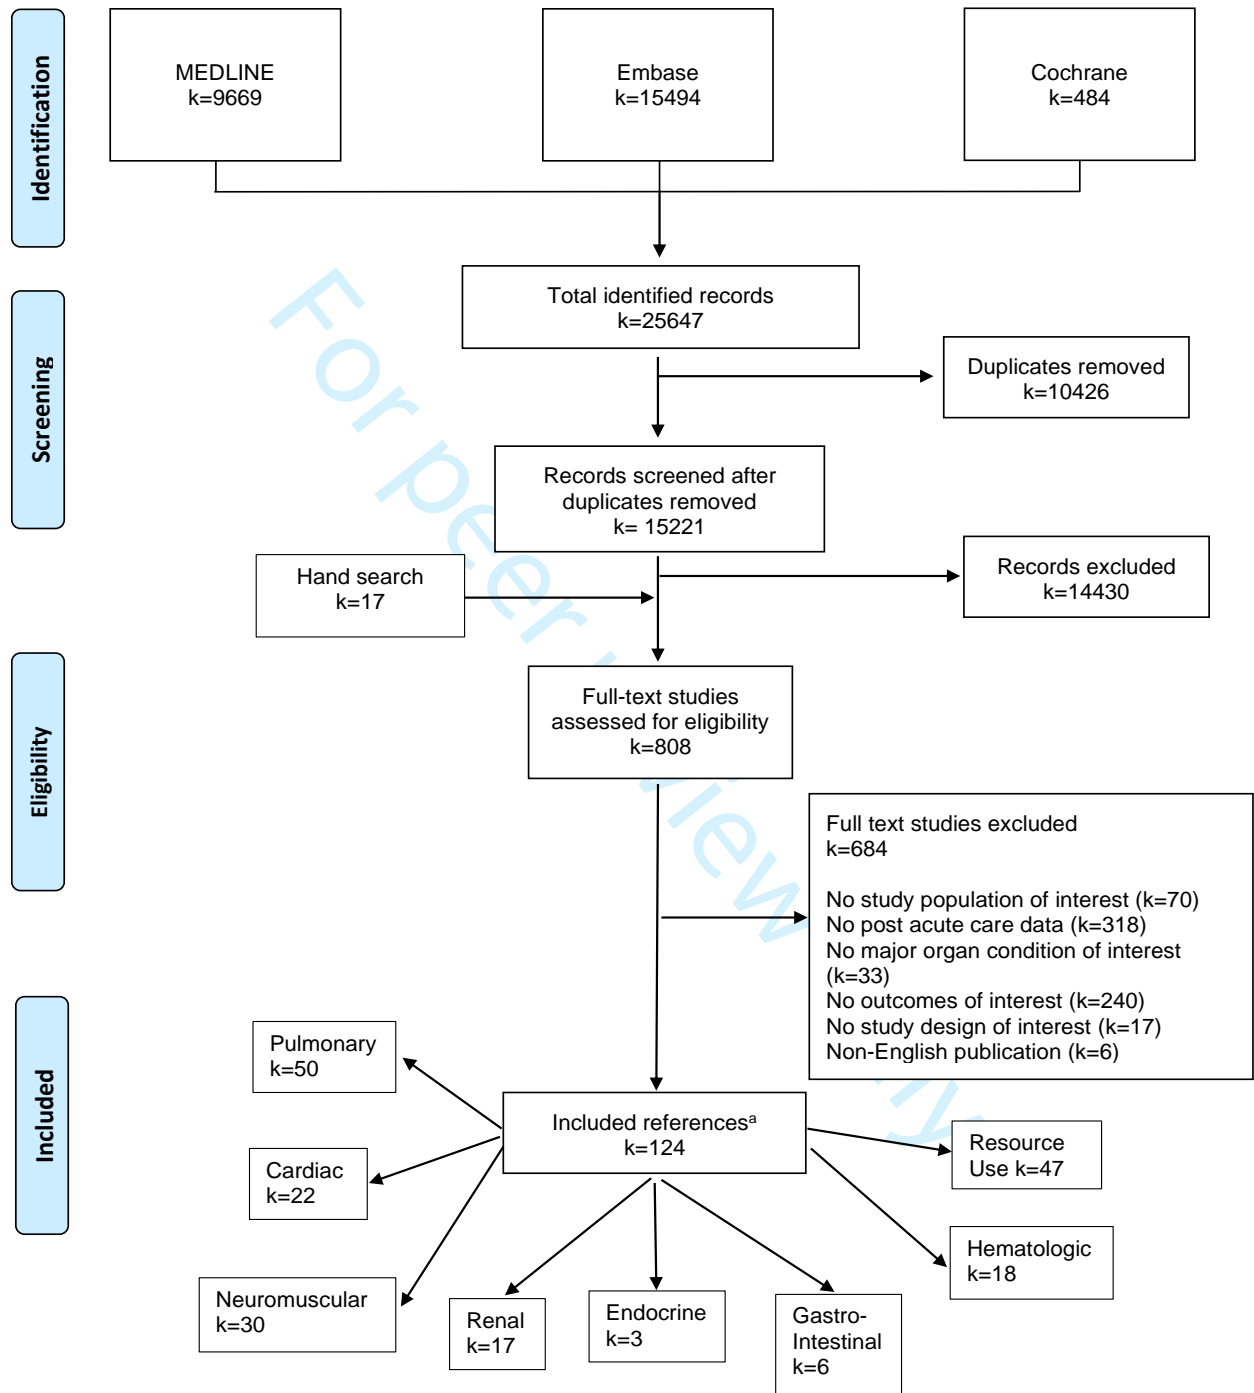 Identification
MEDLINE
k=9669
Embase
k=15494
Cochrane
k=484
Screening
Total identified records
k=25647
Duplicates removed
k=10426
Records screened after
duplicates removed
k= 15221
Hand search
k=17
Records excluded
k=14430
Eligibility
Full-text studies
assessed for eligibility
k=808
Full text studies excluded
k=684
No study population of interest (k=70)
No post acute care data (k=318)
No major organ condition of interest
(k=33)
No outcomes of interest (k=240)
No study design of interest (k=17)
Non-English publication (k=6)
Included
Included referencesᵃ
k=124
Pulmonary
k=50
Cardiac
k=22
Neuromuscular
k=30
Renal
k=17
Endocrine
k=3
Gastro-
Intestinal
k=6
Hematologic
k=18
Resource
Use k=47
For peer review only